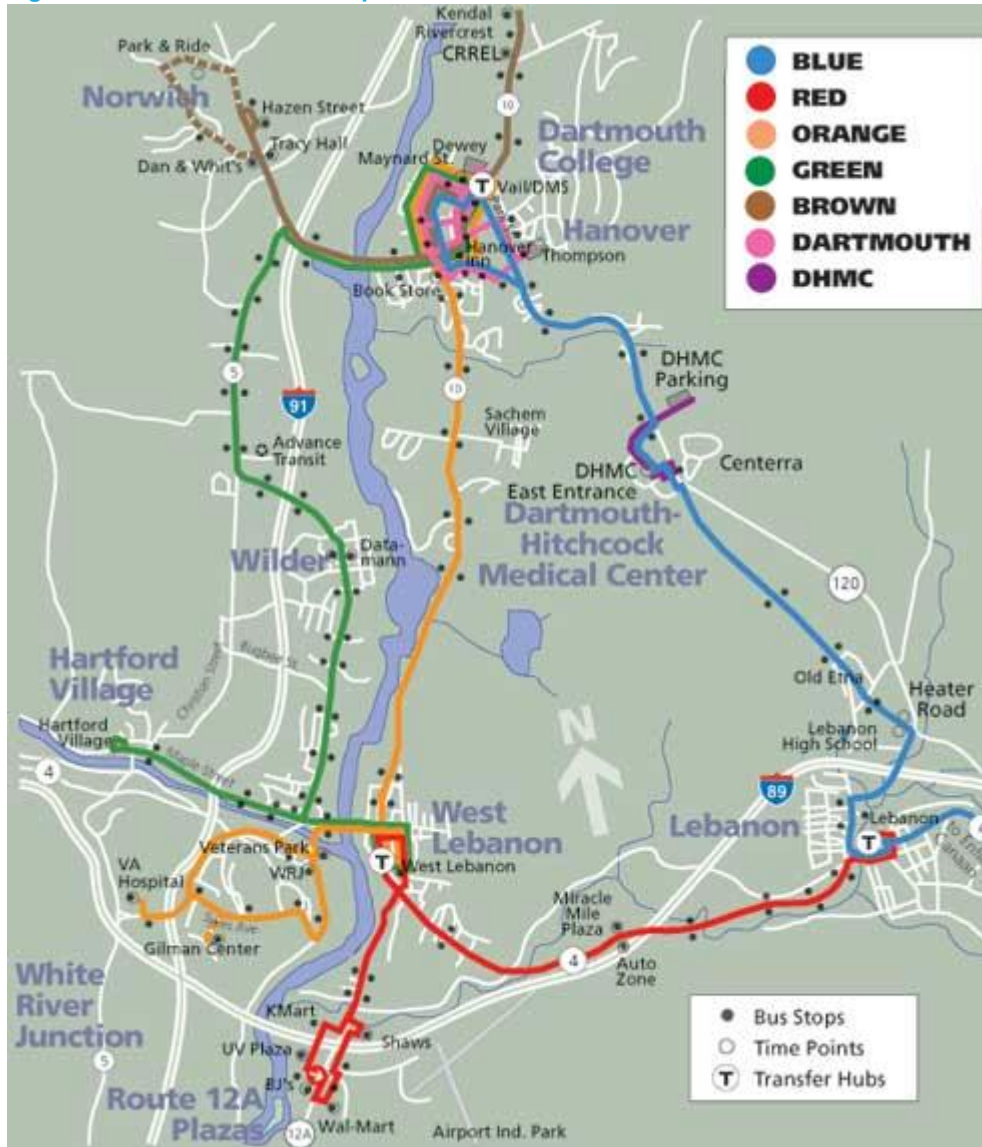 Kendal
Rivercrest
CRREL
Park & Ride
Norwich
Hazen Street
Tracy Hall
Dan & Whit's
10
Dewey
Maynard St.
Dartmouth
College
T
Vail/DMS
Hanover
Hanover
Inn
Thompson
Book Store
BLUE
RED
ORANGE
GREEN
BROWN
DARTMOUTH
DHMC
5
91
10
DHMC
Parking
Sachem
Village
Advance
Transit
DHMC
East Entrance
Centerra
Dartmouth-
Hitchcock
Medical Center
Wilder
Data-
mann
120
Hartford
Village
Christian Street
Bugbee St.
Old Etna
Heater
Road
Hartford
Village
Maple Street
Lebanon
High School
N
4
89
West
Lebanon
Lebanon
Lebanon
T
Veterans Park
WRJ
T
West Lebanon
VA
Hospital
Gilman Center
Miracle
Mile
Plaza
4
Auto
Zone
White
River
Junction
KMart
Shaws
UV Plaza
BJ's
5
Route 12A
Plazas
Wal-Mart
12A
Airport Ind. Park
Bus Stops
Time Points
T Transfer Hubs